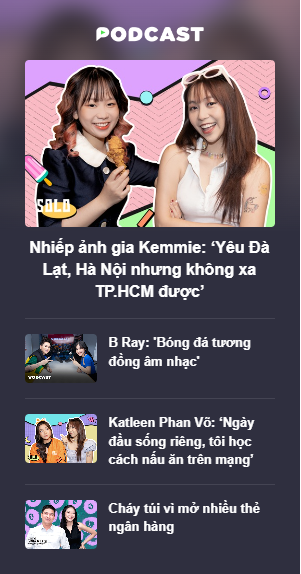 PODCAST
SOLO
Nhiếp ảnh gia Kemmie: ‘Yêu Đà
Lạt, Hà Nội nhưng không xa
TP.HCM được’
B Ray: 'Bóng đá tương
đồng âm nhạc'
PODCAST
Katleen Phan Võ: ‘Ngày
đầu sống riêng, tôi học
cách nấu ăn trên mạng’
Cháy túi vì mở nhiều thẻ
ngân hàng